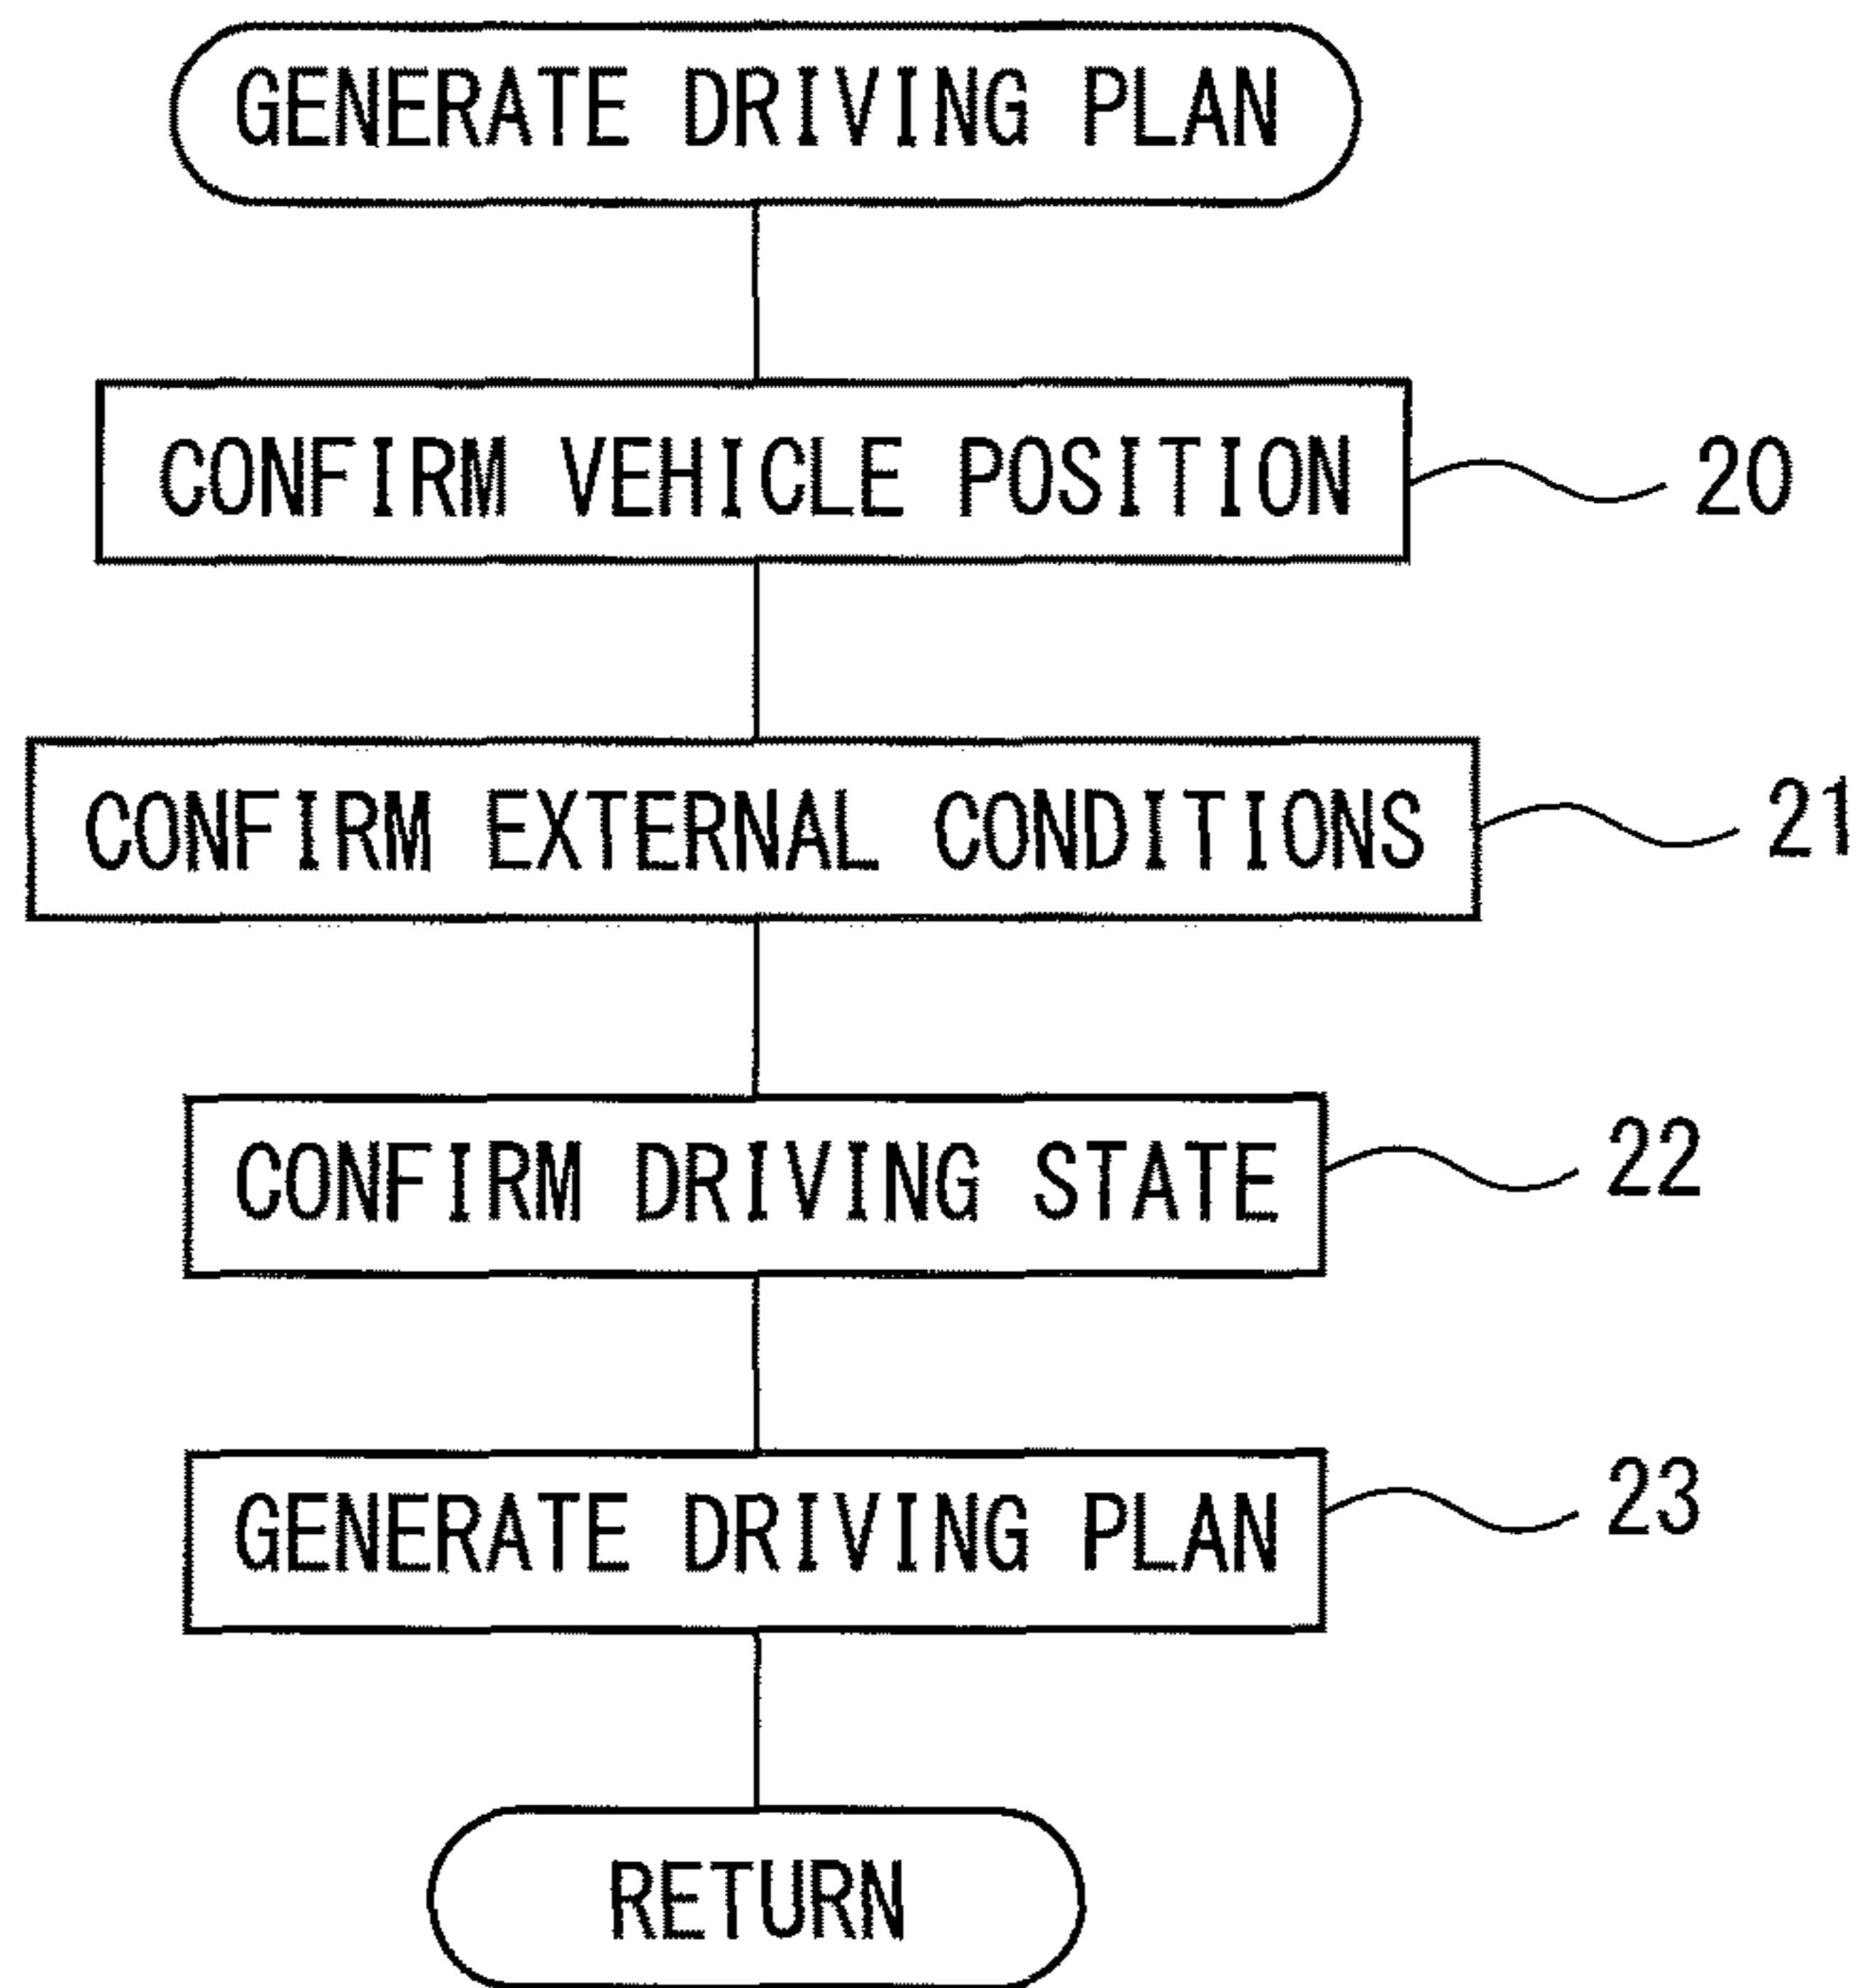 GENERATE DRIVING PLAN
CONFIRM VEHICLE POSITION 20
CONFIRM EXTERNAL CONDITIONS 21
CONFIRM DRIVING STATE 22
GENERATE DRIVING PLAN 23
RETURN